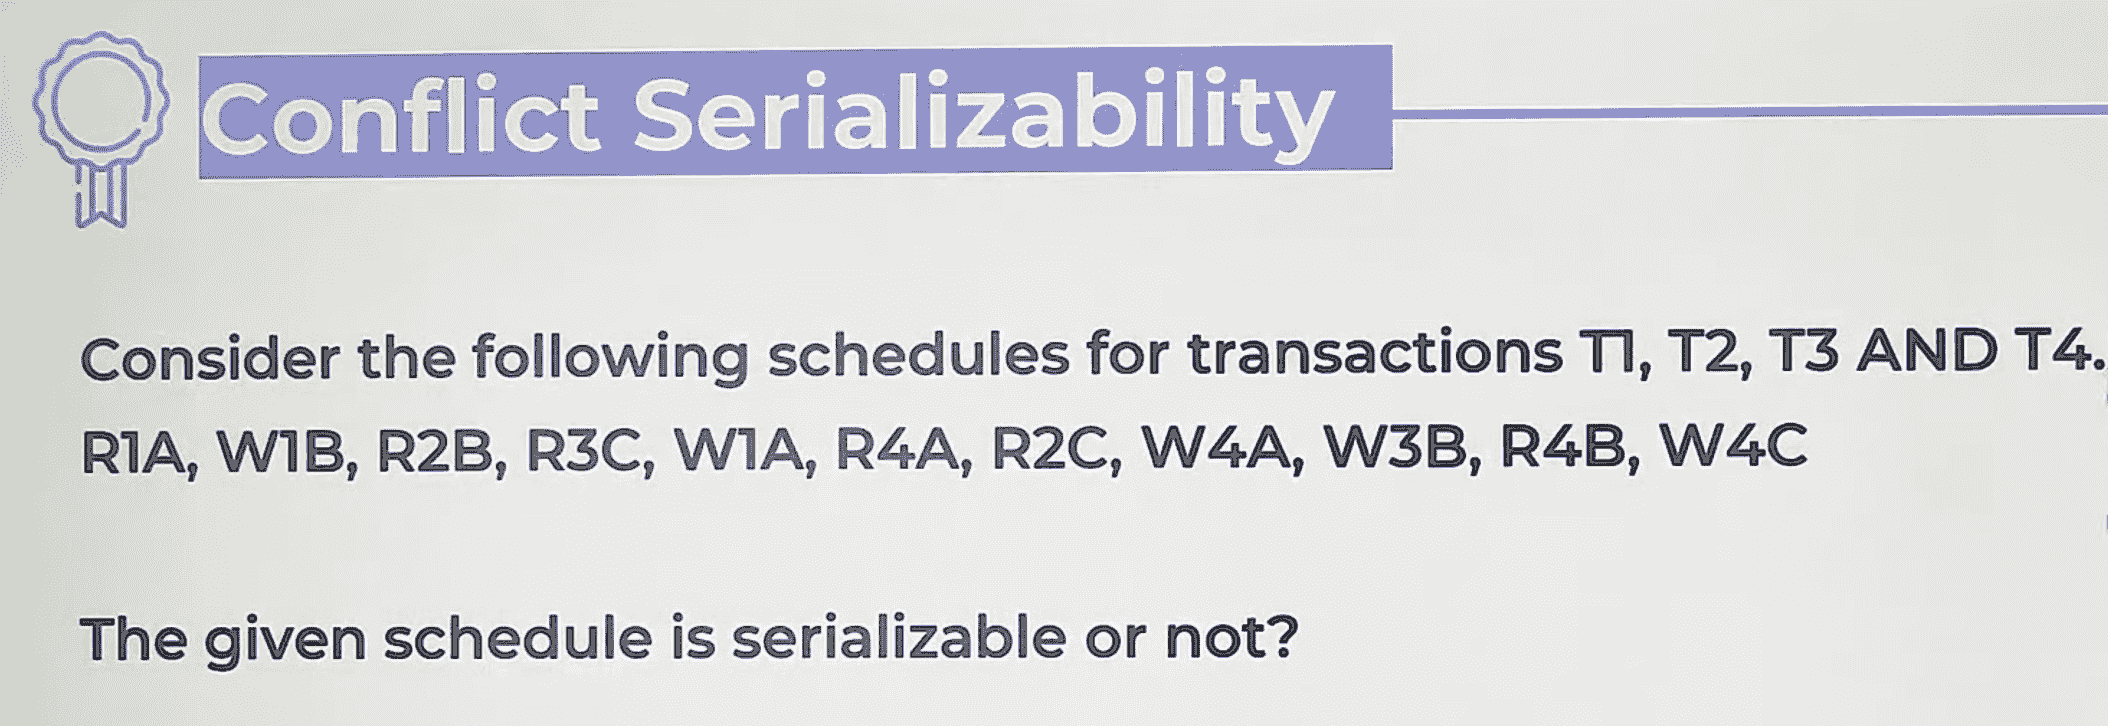 Conflict Serializability
Consider the following schedules for transactions T1, T2, T3 AND T4.
R1A, W1B, R2B, R3C, W1A, R4A, R2C, W4A, W3B, R4B, W4C
The given schedule is serializable or not?